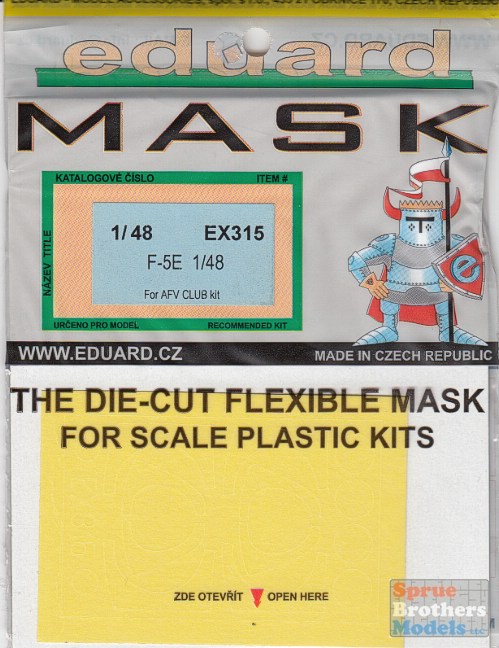 eduard
MASK
KATALOGOVÉ ČÍSLO ITEM #
NÁZEV TITLE
1/48 EX315
F-5E 1/48
For AFV CLUB kit
URČENO PRO MODEL RECOMMENDED KIT
e
WWW.EDUARD.CZ MADE IN CZECH REPUBLIC
THE DIE-CUT FLEXIBLE MASK
FOR SCALE PLASTIC KITS
ZDE OTEVŘÍT OPEN HERE
Sprue
Brothers
Models LLC